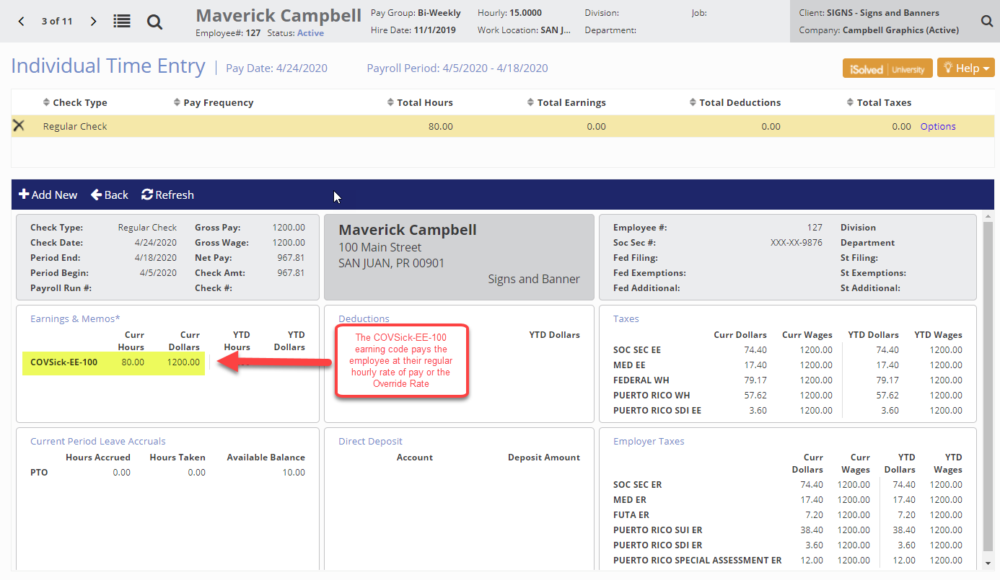 3 of 11
Maverick Campbell
Employee#: 127 Status: Active
Pay Group: Bi-Weekly Hourly: 15.0000 Division: Job:
Hire Date: 11/1/2019 Work Location: SAN J... Department:
Client: SIGNS - Signs and Banners
Company: Campbell Graphics (Active)
Individual Time Entry Pay Date: 4/24/2020 Payroll Period: 4/5/2020 - 4/18/2020
iSolved University Help
Check Type Pay Frequency Total Hours Total Earnings Total Deductions Total Taxes
Regular Check 80.00 0.00 0.00 0.00 Options
Add New Back Refresh
Check Type: Regular Check Gross Pay: 1200.00
Check Date: 4/24/2020 Gross Wage: 1200.00
Period End: 4/18/2020 Net Pay: 967.81
Period Begin: 4/5/2020 Check Amt: 967.81
Payroll Run #: Check #:
Maverick Campbell
100 Main Street
SAN JUAN, PR 00901
Signs and Banner
Employee #: 127 Division
Soc Sec #: XXX-XX-9876 Department
Fed Filing: St Filing:
Fed Exemptions: St Exemptions:
Fed Additional: St Additional:
Earnings & Memos*
Curr Curr YTD YTD
Hours Dollars Hours Dollars
COVSick-EE-100 80.00 1200.00
Deductions
YTD Dollars
The COVSick-EE-100
earning code pays the
employee at their regular
hourly rate of pay or the
Override Rate
Taxes
Curr Dollars Curr Wages YTD Dollars YTD Wages
SOC SEC EE 74.40 1200.00 74.40 1200.00
MED EE 17.40 1200.00 17.40 1200.00
FEDERAL WH 79.17 1200.00 79.17 1200.00
PUERTO RICO WH 57.62 1200.00 57.62 1200.00
PUERTO RICO SDI EE 3.60 1200.00 3.60 1200.00
Current Period Leave Accruals
Hours Accrued Hours Taken Available Balance
PTO 0.00 0.00 10.00
Direct Deposit
Account Deposit Amount
Employer Taxes
Curr Curr YTD YTD
Dollars Wages Dollars Wages
SOC SEC ER 74.40 1200.00 74.40 1200.00
MED ER 17.40 1200.00 17.40 1200.00
FUTA ER 7.20 1200.00 7.20 1200.00
PUERTO RICO SUI ER 38.40 1200.00 38.40 1200.00
PUERTO RICO SDI ER 3.60 1200.00 3.60 1200.00
PUERTO RICO SPECIAL ASSESSMENT ER 12.00 1200.00 12.00 1200.00